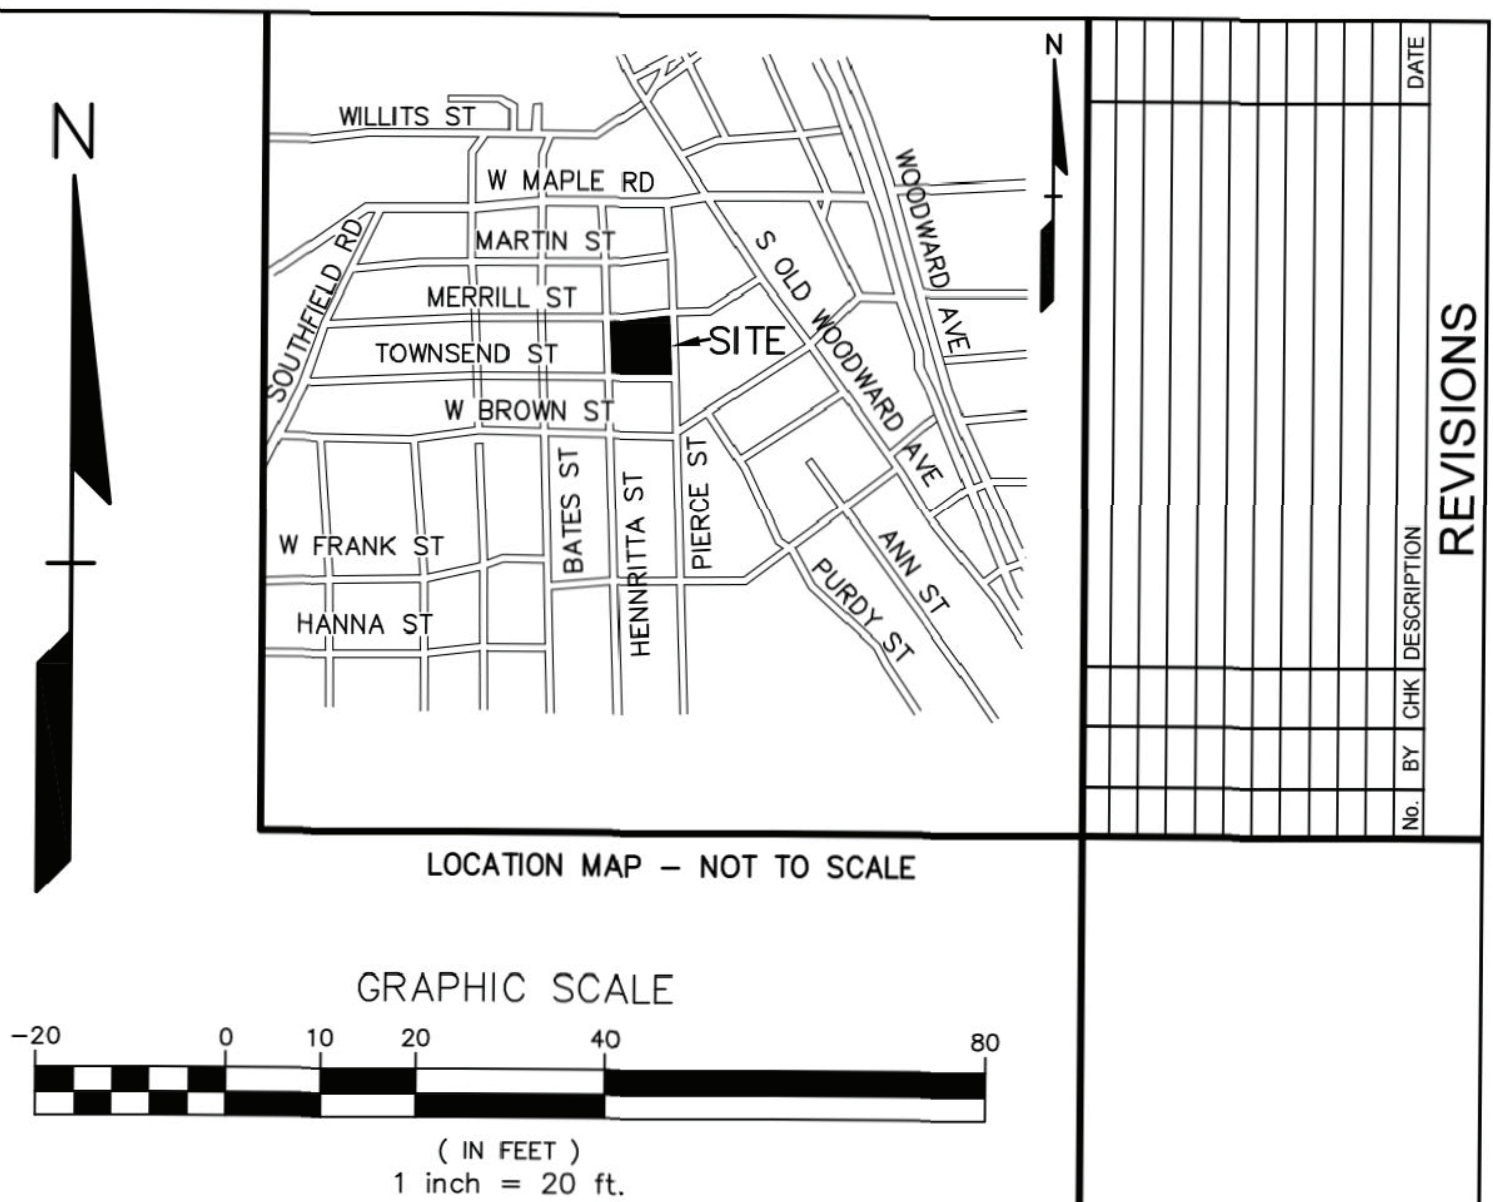 N
N
WILLITS ST
W MAPLE RD
MARTIN ST
MERRILL ST
TOWNSEND ST
W BROWN ST
SOUTHFIELD RD
SITE
S OLD WOODWARD AVE
WOODWARD AVE
BATES ST
HENNRITTA ST
PIERCE ST
W FRANK ST
HANNA ST
PURDY ST
ANN ST
LOCATION MAP – NOT TO SCALE
GRAPHIC SCALE
-20 0 10 20 40 80
( IN FEET )
1 inch = 20 ft.
No. BY CHK DESCRIPTION DATE
REVISIONS